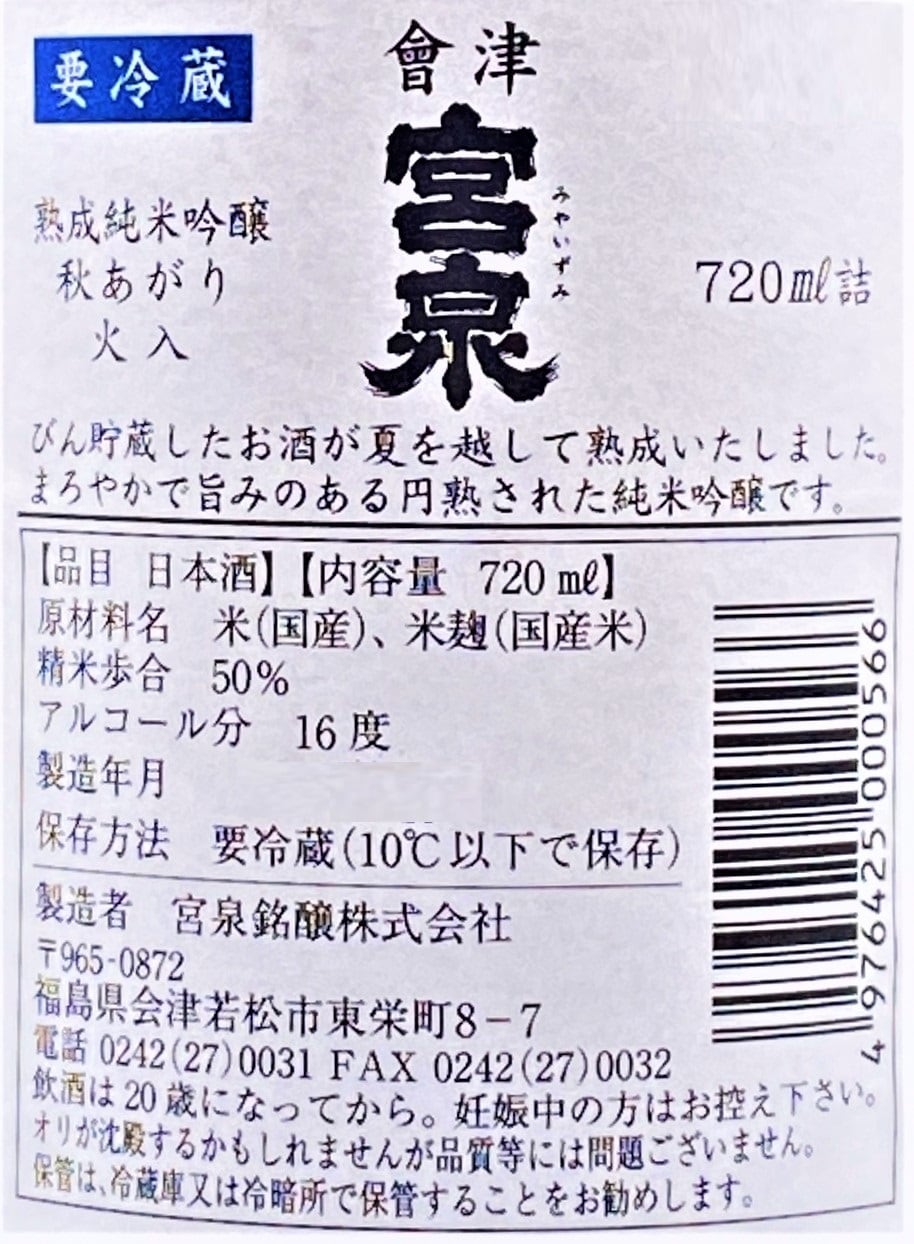 要冷蔵
會津
宮泉
みやいずみ
熟成純米吟醸
秋あがり
火入
720㎖詰
びん貯蔵したお酒が夏を越して熟成いたしました。
まろやかで旨みのある円熟された純米吟醸です。
【品目 日本酒】【内容量 720㎖】
原材料名 米(国産)、米麹(国産米)
精米歩合 50%
アルコール分 16度
製造年月
保存方法 要冷蔵(10℃以下で保存)
製造者 宮泉銘醸株式会社
〒965-0872
福島県会津若松市東栄町8-7
電話 0242(27)0031 FAX 0242(27)0032
飲酒は20歳になってから。妊娠中の方はお控え下さい。
オリが沈殿するかもしれませんが品質等には問題ございません。
保管は、冷蔵庫又は冷暗所で保管することをお勧めします。
4976425000566